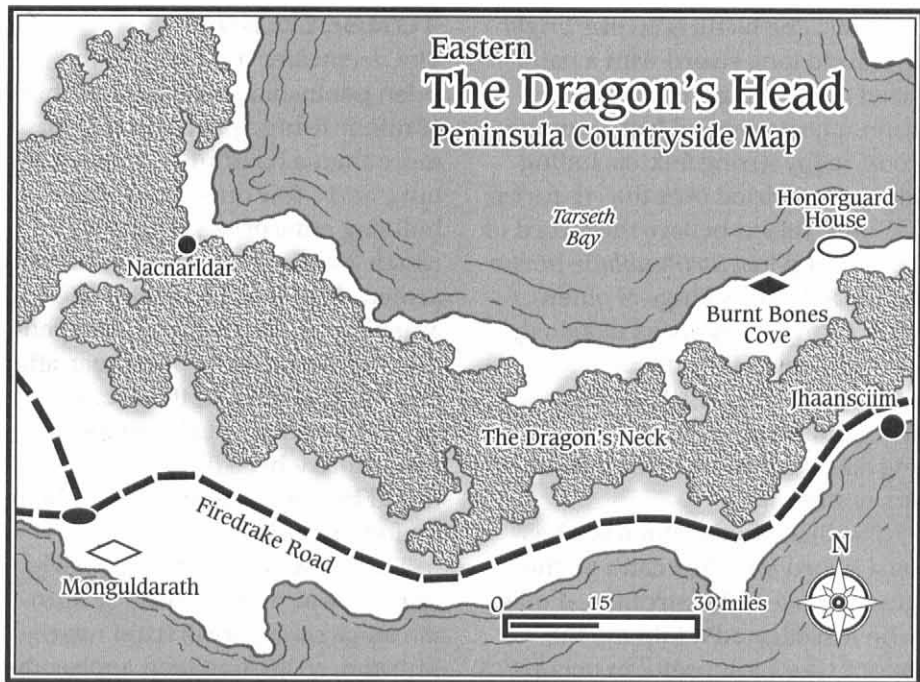 Eastern
The Dragon's Head
Peninsula Countryside Map
Tarseth
Bay
Honorguard
House
Nacnarldar
Burnt Bones
Cove
Jhaansciim
The Dragon's Neck
Firedrake Road
Monguldarath
N
0 15 30 miles